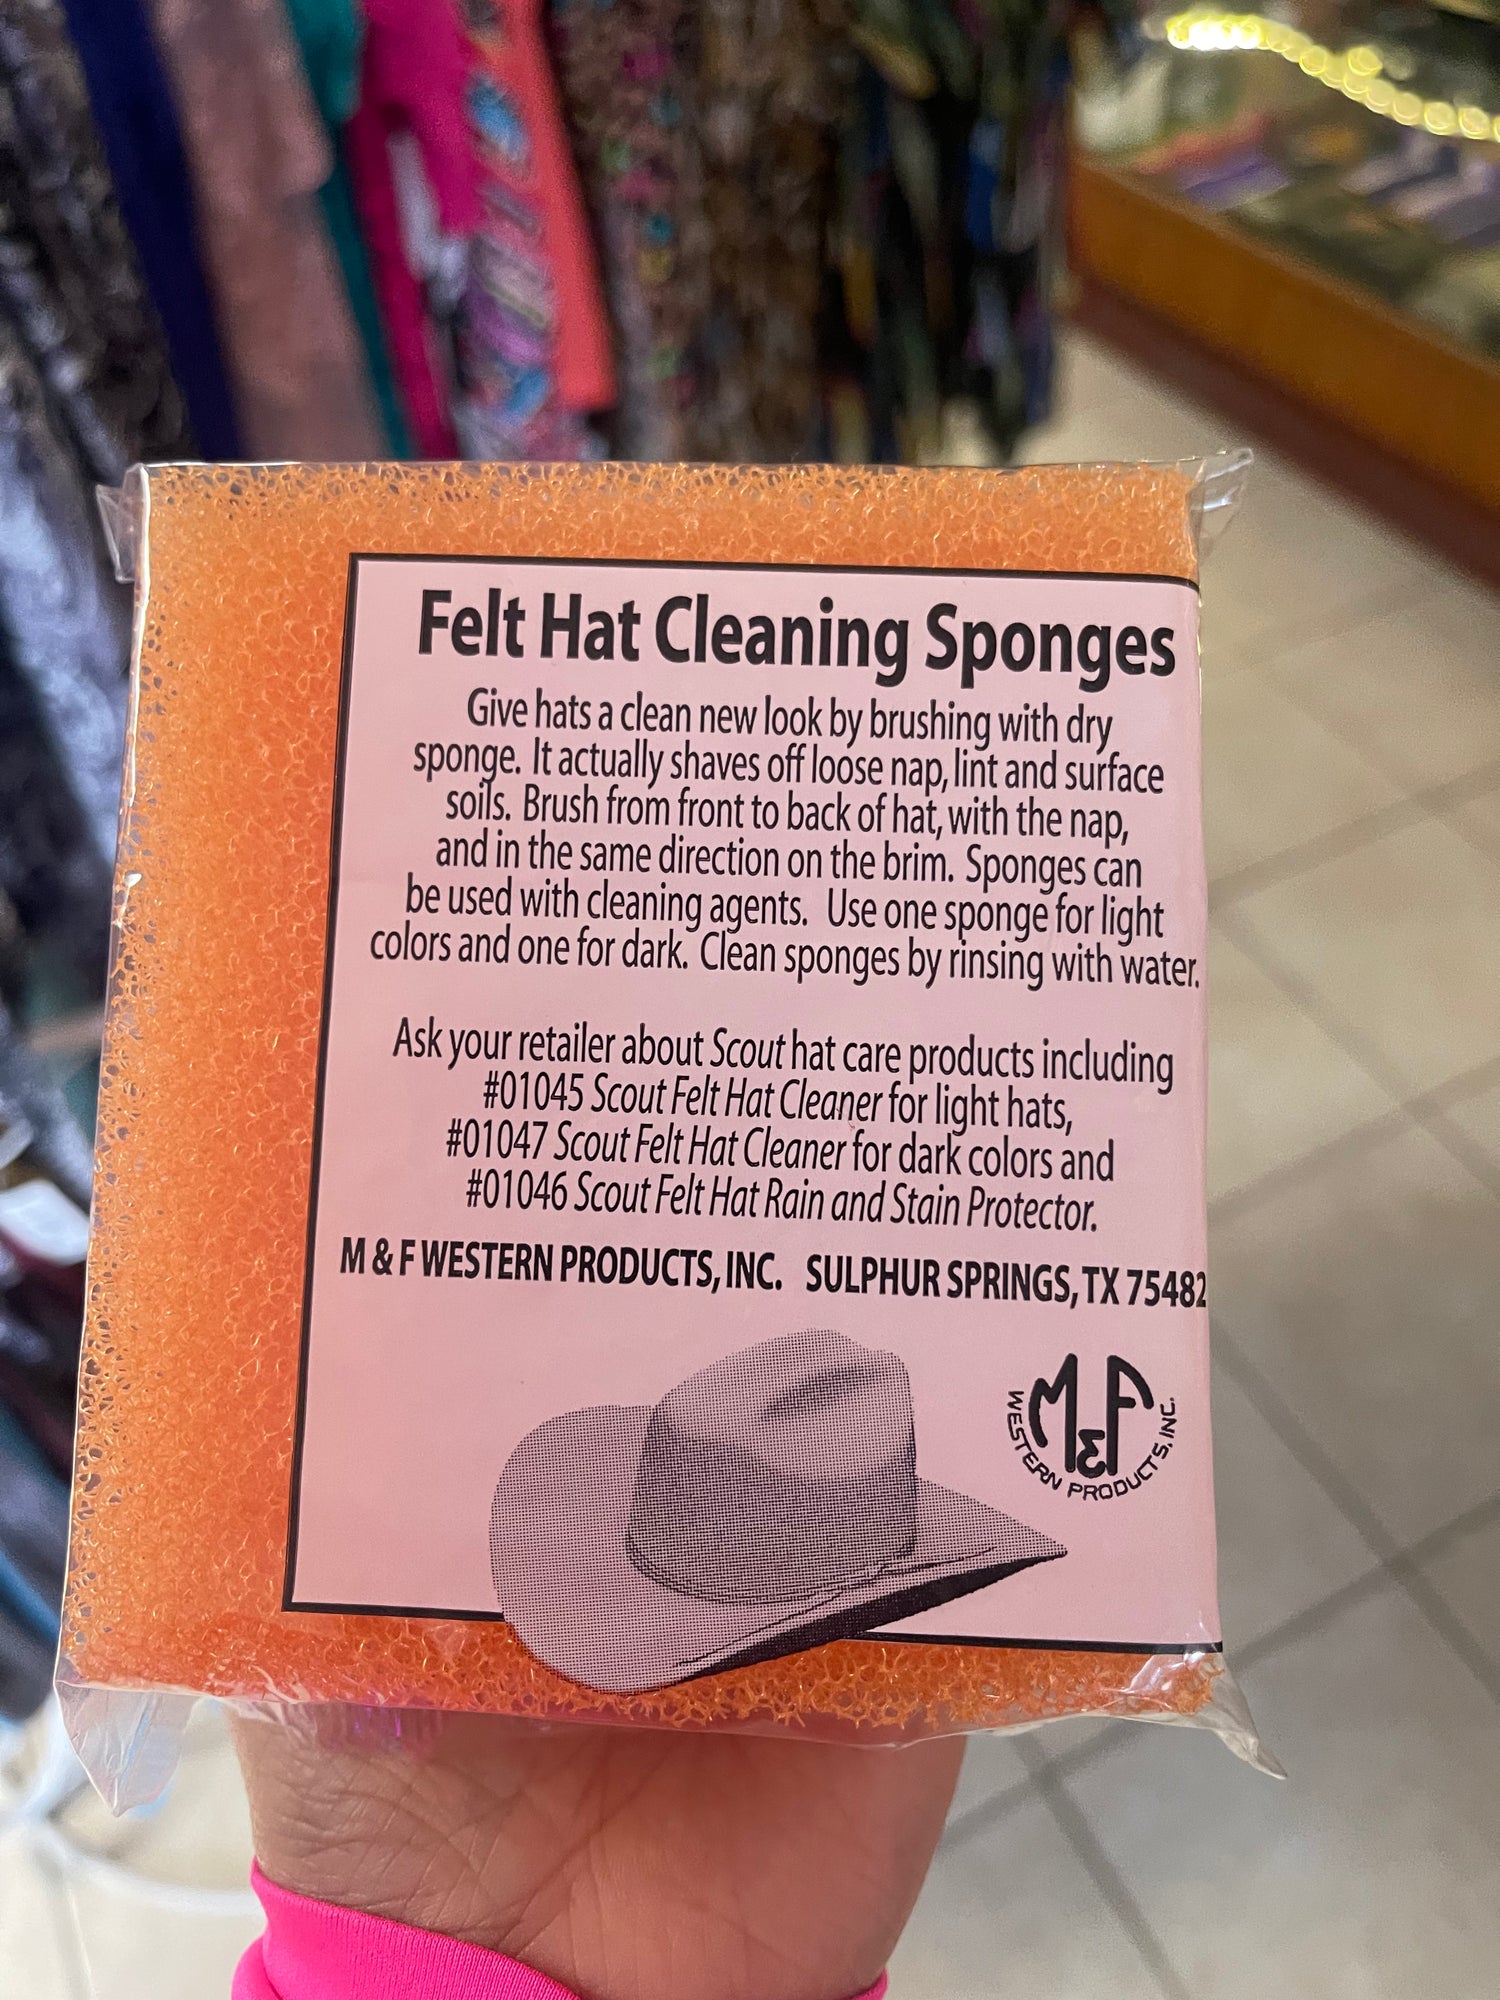 Felt Hat Cleaning Sponges
Give hats a clean new look by brushing with dry
sponge. It actually shaves off loose nap, lint and surface
soils. Brush from front to back of hat, with the nap,
and in the same direction on the brim. Sponges can
be used with cleaning agents. Use one sponge for light
colors and one for dark. Clean sponges by rinsing with water.
Ask your retailer about Scout hat care products including
#01045 Scout Felt Hat Cleaner for light hats,
#01047 Scout Felt Hat Cleaner for dark colors and
#01046 Scout Felt Hat Rain and Stain Protector.
M & F WESTERN PRODUCTS, INC. SULPHUR SPRINGS, TX 75482
M&F
WESTERN PRODUCTS, INC.